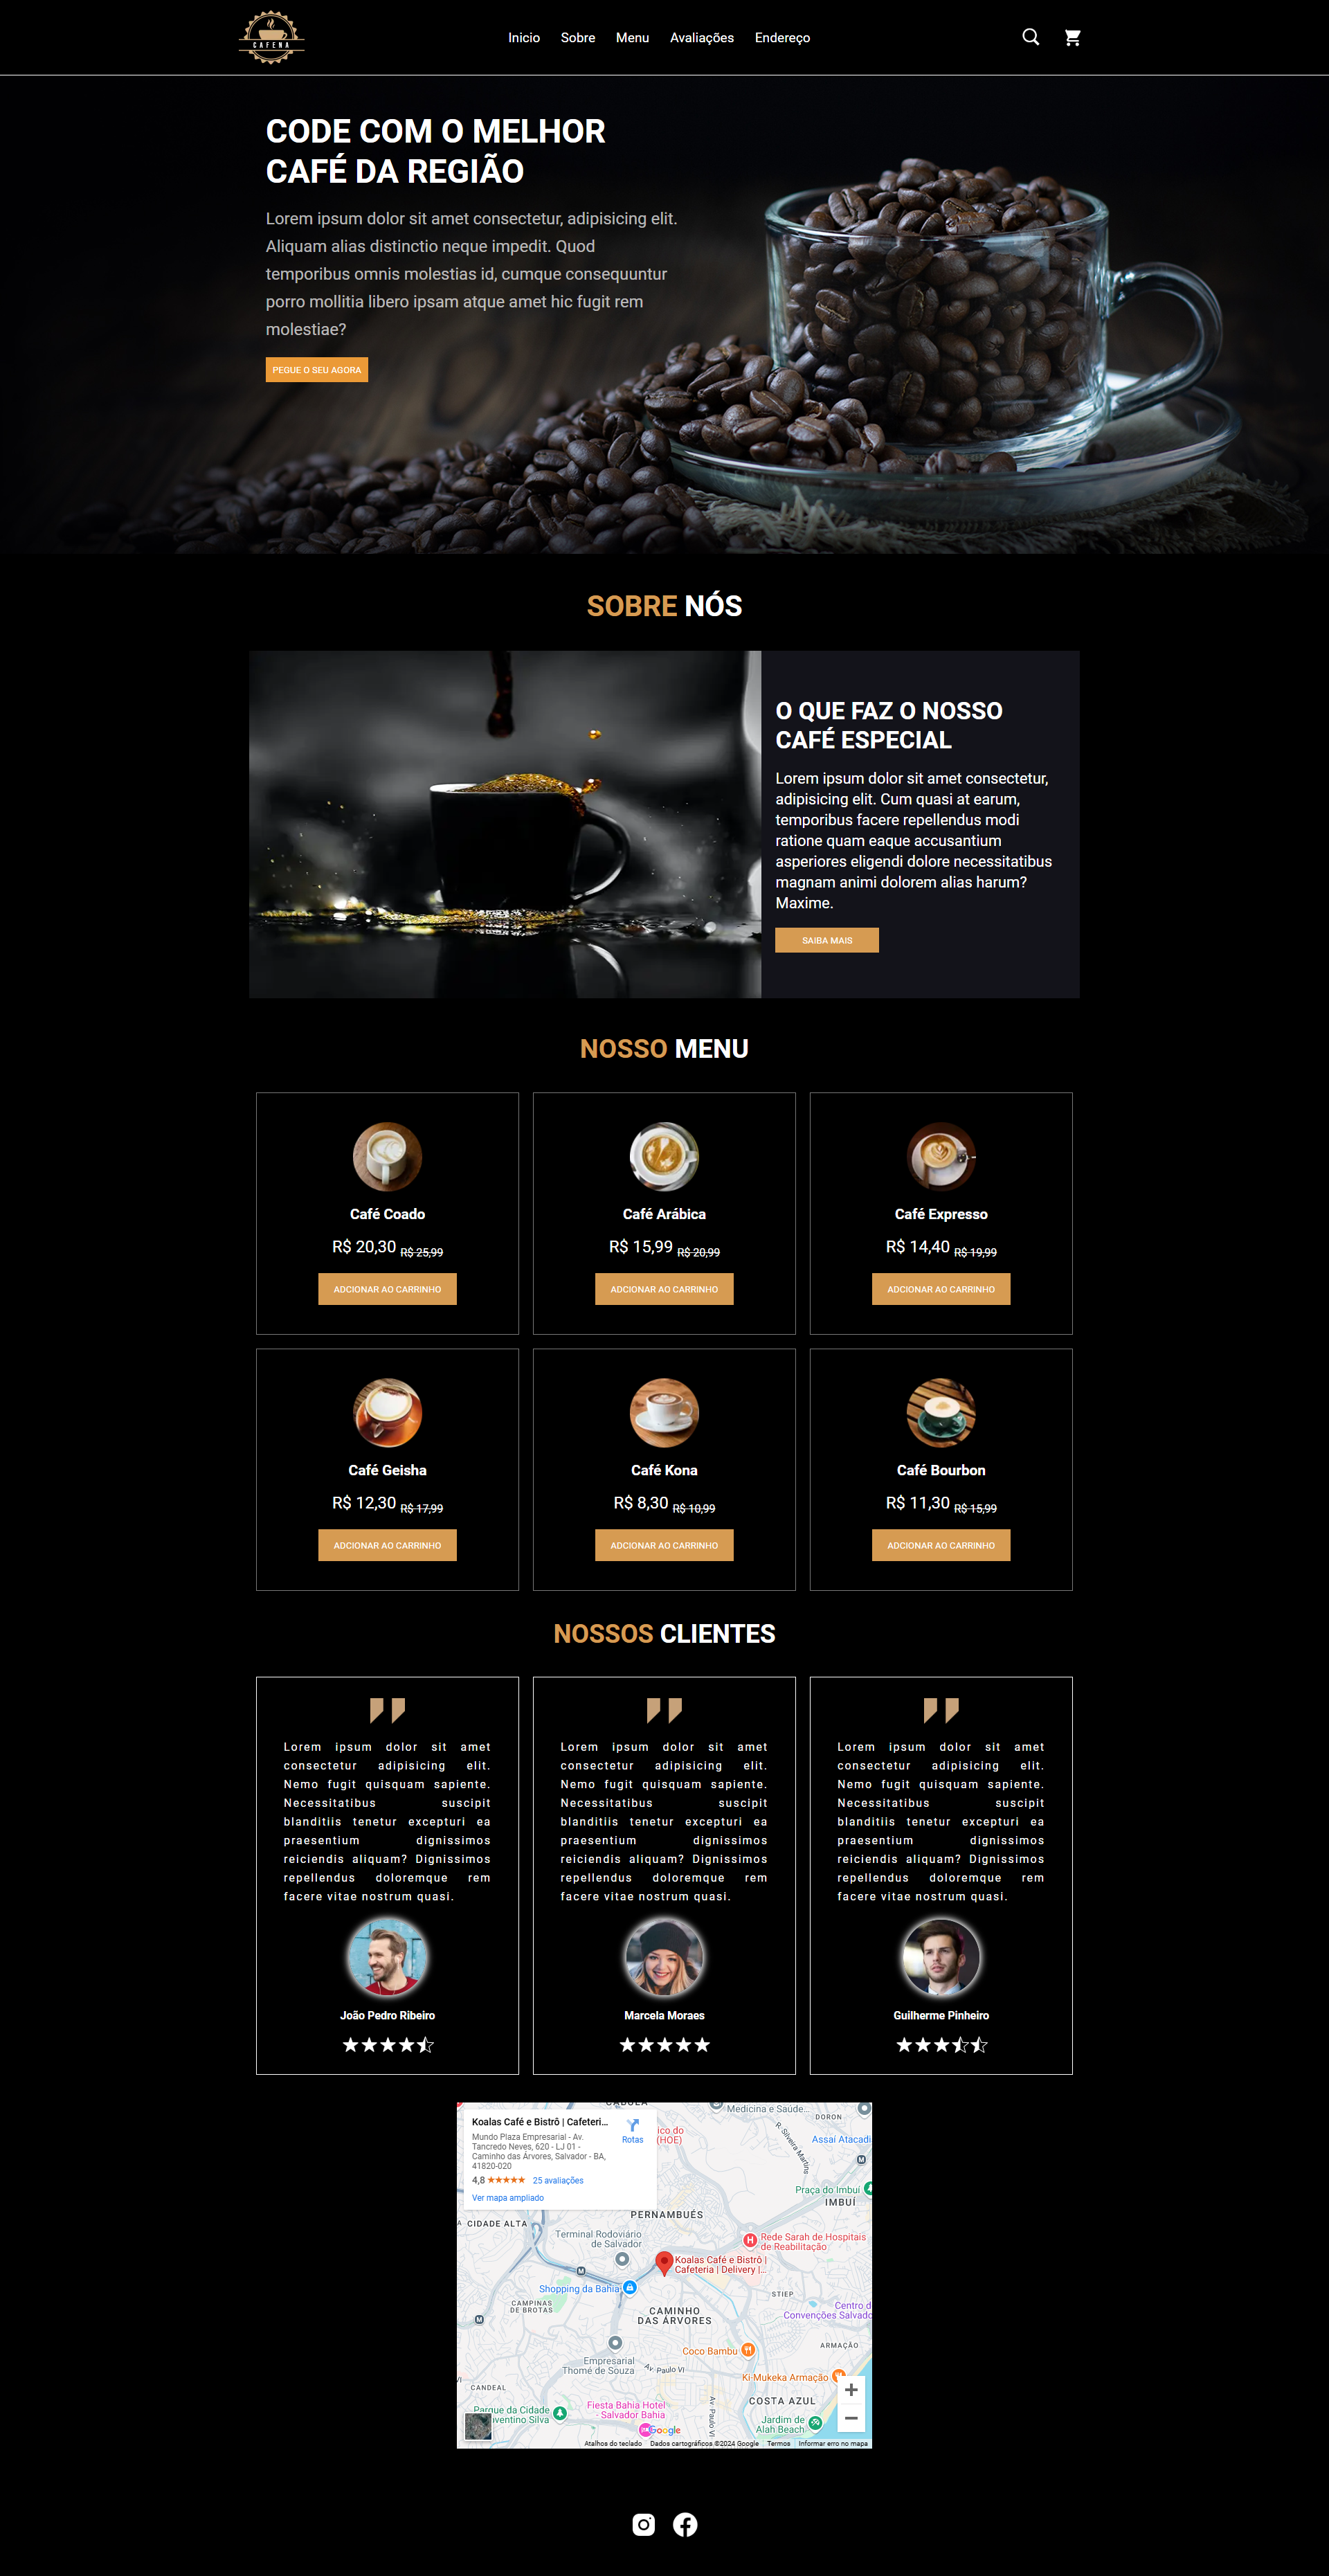 CAFENA
Inicio Sobre Menu Avaliações Endereço
CODE COM O MELHOR
CAFÉ DA REGIÃO
Lorem ipsum dolor sit amet consectetur, adipisicing elit.
Aliquam alias distinctio neque impedit. Quod
temporibus omnis molestias id, cumque consequuntur
porro mollitia libero ipsam atque amet hic fugit rem
molestiae?
PEGUE O SEU AGORA
SOBRE NÓS
O QUE FAZ O NOSSO
CAFÉ ESPECIAL
Lorem ipsum dolor sit amet consectetur,
adipisicing elit. Cum quasi at earum,
temporibus facere repellendus modi
ratione quam eaque accusantium
asperiores eligendi dolore necessitatibus
magnam animi dolorem alias harum?
Maxime.
SAIBA MAIS
NOSSO MENU
Café Coado
R$ 20,30 R$ 25,99
ADCIONAR AO CARRINHO
Café Arábica
R$ 15,99 R$ 20,99
ADCIONAR AO CARRINHO
Café Expresso
R$ 14,40 R$ 19,99
ADCIONAR AO CARRINHO
Café Geisha
R$ 12,30 R$ 17,99
ADCIONAR AO CARRINHO
Café Kona
R$ 8,30 R$ 10,99
ADCIONAR AO CARRINHO
Café Bourbon
R$ 11,30 R$ 15,99
ADCIONAR AO CARRINHO
NOSSOS CLIENTES
Lorem ipsum dolor sit amet
consectetur adipisicing elit.
Nemo fugit quisquam sapiente.
Necessitatibus suscipit
blanditiis tenetur excepturi ea
praesentium dignissimos
reiciendis aliquam? Dignissimos
repellendus doloremque rem
facere vitae nostrum quasi.
João Pedro Ribeiro
Lorem ipsum dolor sit amet
consectetur adipisicing elit.
Nemo fugit quisquam sapiente.
Necessitatibus suscipit
blanditiis tenetur excepturi ea
praesentium dignissimos
reiciendis aliquam? Dignissimos
repellendus doloremque rem
facere vitae nostrum quasi.
Marcela Moraes
Lorem ipsum dolor sit amet
consectetur adipisicing elit.
Nemo fugit quisquam sapiente.
Necessitatibus suscipit
blanditiis tenetur excepturi ea
praesentium dignissimos
reiciendis aliquam? Dignissimos
repellendus doloremque rem
facere vitae nostrum quasi.
Guilherme Pinheiro
Koalas Café e Bistrô | Cafeteri...
Mundo Plaza Empresarial - Av.
Tancredo Neves, 620 - LJ 01 -
Caminho das Árvores, Salvador - BA,
41820-020
4,8 25 avaliações
Ver mapa ampliado
Rotas
CABULA
ico do
(HOE)
Medicina e Saúde...
DORON
R. Silveira Martins
Assaí Atacadi
M
Praça do Imbuí
IMBUÍ
PERNAMBUÉS
CIDADE ALTA
Terminal Rodoviário
de Salvador
H
Rede Sarah de Hospitais
de Reabilitação
Koalas Café e Bistrô |
Cafeteria | Delivery |...
M
Shopping da Bahia
STIEP
CAMPINAS
DE BROTAS
M
CAMINHO
DAS ÁRVORES
Centro d
Convenções Salvado
ARMAÇÃO
Coco Bambu
Empresarial
Thomé de Souza
Av. Paulo VI
Ki-Mukeka Armação
CANDEAL
COSTA AZUL
Parque da Cidade
ventino Silva
Fiesta Bahia Hotel
- Salvador Bahia
Av. Paulo VI
Jardim de
Alah Beach
Google
Atalhos do teclado Dados cartográficos ©2024 Google Termos Informar erro no mapa